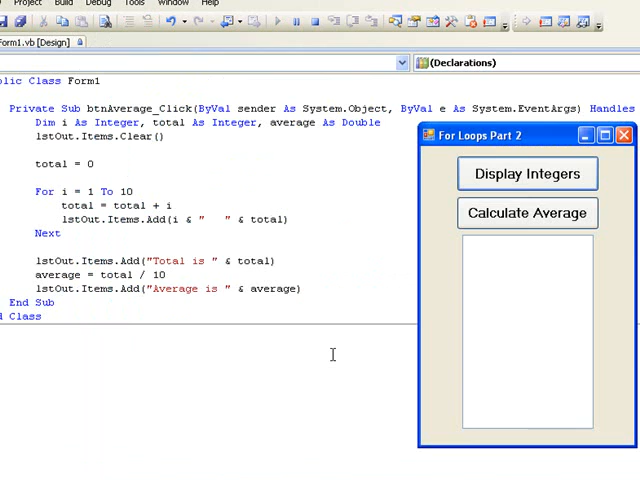 Project Build Debug Tools Window Help
Form1.vb [Design]
(Declarations)
Public Class Form1
Private Sub btnAverage_Click(ByVal sender As System.Object, ByVal e As System.EventArgs) Handles
Dim i As Integer, total As Integer, average As Double
lstOut.Items.Clear()
total = 0
For i = 1 To 10
total = total + i
lstOut.Items.Add(i & "   " & total)
Next
lstOut.Items.Add("Total is " & total)
average = total / 10
lstOut.Items.Add("Average is " & average)
End Sub
d Class
For Loops Part 2
Display Integers
Calculate Average